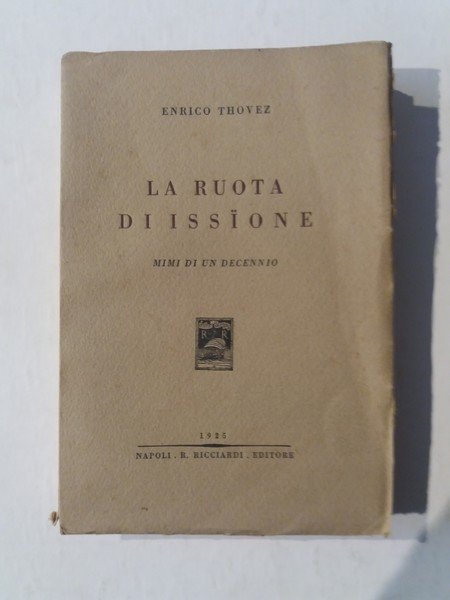 ENRICO THOVEZ
LA RUOTA
DI ISSÏONE
MIMI DI UN DECENNIO
R R
1925
NAPOLI . R. RICCIARDI . EDITORE